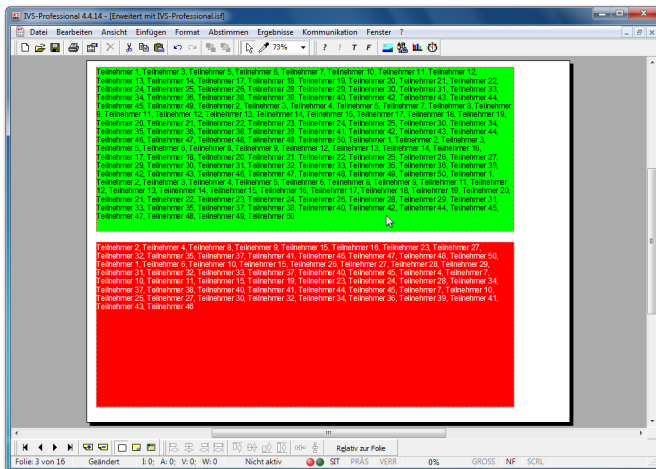 IVS-Professional 4.4.14 - [Erweitert mit IVS-Professional.isf]
Datei Bearbeiten Ansicht Einfügen Format Abstimmen Ergebnisse Kommunikation Fenster ?
73% ? ! T F
Teilnehmer 1, Teilnehmer 3, Teilnehmer 5, Teilnehmer 6, Teilnehmer 7, Teilnehmer 10, Teilnehmer 11, Teilnehmer 12,
Teilnehmer 13, Teilnehmer 14, Teilnehmer 17, Teilnehmer 18, Teilnehmer 19, Teilnehmer 20, Teilnehmer 21, Teilnehmer 22,
Teilnehmer 24, Teilnehmer 25, Teilnehmer 26, Teilnehmer 28, Teilnehmer 29, Teilnehmer 30, Teilnehmer 31, Teilnehmer 33,
Teilnehmer 34, Teilnehmer 36, Teilnehmer 38, Teilnehmer 39, Teilnehmer 40, Teilnehmer 42, Teilnehmer 43, Teilnehmer 44,
Teilnehmer 45, Teilnehmer 49, Teilnehmer 2, Teilnehmer 3, Teilnehmer 4, Teilnehmer 5, Teilnehmer 7, Teilnehmer 8, Teilnehmer
9, Teilnehmer 11, Teilnehmer 12, Teilnehmer 13, Teilnehmer 14, Teilnehmer 16, Teilnehmer 17, Teilnehmer 18, Teilnehmer 19,
Teilnehmer 20, Teilnehmer 21, Teilnehmer 22, Teilnehmer 23, Teilnehmer 24, Teilnehmer 25, Teilnehmer 30, Teilnehmer 34,
Teilnehmer 35, Teilnehmer 36, Teilnehmer 38, Teilnehmer 39, Teilnehmer 41, Teilnehmer 42, Teilnehmer 43, Teilnehmer 44,
Teilnehmer 46, Teilnehmer 47, Teilnehmer 48, Teilnehmer 49, Teilnehmer 50, Teilnehmer 1, Teilnehmer 2, Teilnehmer 3,
Teilnehmer 5, Teilnehmer 6, Teilnehmer 8, Teilnehmer 9, Teilnehmer 12, Teilnehmer 13, Teilnehmer 14, Teilnehmer 16,
Teilnehmer 17, Teilnehmer 18, Teilnehmer 20, Teilnehmer 21, Teilnehmer 22, Teilnehmer 25, Teilnehmer 26, Teilnehmer 27,
Teilnehmer 29, Teilnehmer 30, Teilnehmer 31, Teilnehmer 32, Teilnehmer 33, Teilnehmer 35, Teilnehmer 36, Teilnehmer 39,
Teilnehmer 42, Teilnehmer 43, Teilnehmer 46, Teilnehmer 47, Teilnehmer 48, Teilnehmer 49, Teilnehmer 50, Teilnehmer 1,
Teilnehmer 2, Teilnehmer 3, Teilnehmer 4, Teilnehmer 5, Teilnehmer 6, Teilnehmer 8, Teilnehmer 9, Teilnehmer 11, Teilnehmer
12, Teilnehmer 13, Teilnehmer 14, Teilnehmer 15, Teilnehmer 16, Teilnehmer 17, Teilnehmer 18, Teilnehmer 19, Teilnehmer 20,
Teilnehmer 21, Teilnehmer 22, Teilnehmer 23, Teilnehmer 24, Teilnehmer 26, Teilnehmer 28, Teilnehmer 29, Teilnehmer 31,
Teilnehmer 33, Teilnehmer 35, Teilnehmer 37, Teilnehmer 38, Teilnehmer 40, Teilnehmer 42, Teilnehmer 44, Teilnehmer 45,
Teilnehmer 47, Teilnehmer 48, Teilnehmer 49, Teilnehmer 50
Teilnehmer 2, Teilnehmer 4, Teilnehmer 8, Teilnehmer 9, Teilnehmer 15, Teilnehmer 16, Teilnehmer 23, Teilnehmer 27,
Teilnehmer 32, Teilnehmer 35, Teilnehmer 37, Teilnehmer 41, Teilnehmer 46, Teilnehmer 47, Teilnehmer 48, Teilnehmer 50,
Teilnehmer 1, Teilnehmer 6, Teilnehmer 10, Teilnehmer 15, Teilnehmer 26, Teilnehmer 27, Teilnehmer 28, Teilnehmer 29,
Teilnehmer 31, Teilnehmer 32, Teilnehmer 33, Teilnehmer 37, Teilnehmer 40, Teilnehmer 45, Teilnehmer 4, Teilnehmer 7,
Teilnehmer 10, Teilnehmer 11, Teilnehmer 15, Teilnehmer 19, Teilnehmer 23, Teilnehmer 24, Teilnehmer 28, Teilnehmer 34,
Teilnehmer 37, Teilnehmer 38, Teilnehmer 40, Teilnehmer 41, Teilnehmer 44, Teilnehmer 45, Teilnehmer 7, Teilnehmer 10,
Teilnehmer 25, Teilnehmer 27, Teilnehmer 30, Teilnehmer 32, Teilnehmer 34, Teilnehmer 36, Teilnehmer 39, Teilnehmer 41,
Teilnehmer 43, Teilnehmer 46
Relativ zur Folie
Folie: 3 von 16 Geändert I: 0; A: 0; V: 0; W: 0 Nicht aktiv SIT PRÄS VERR 0% GROSS NF SCRL